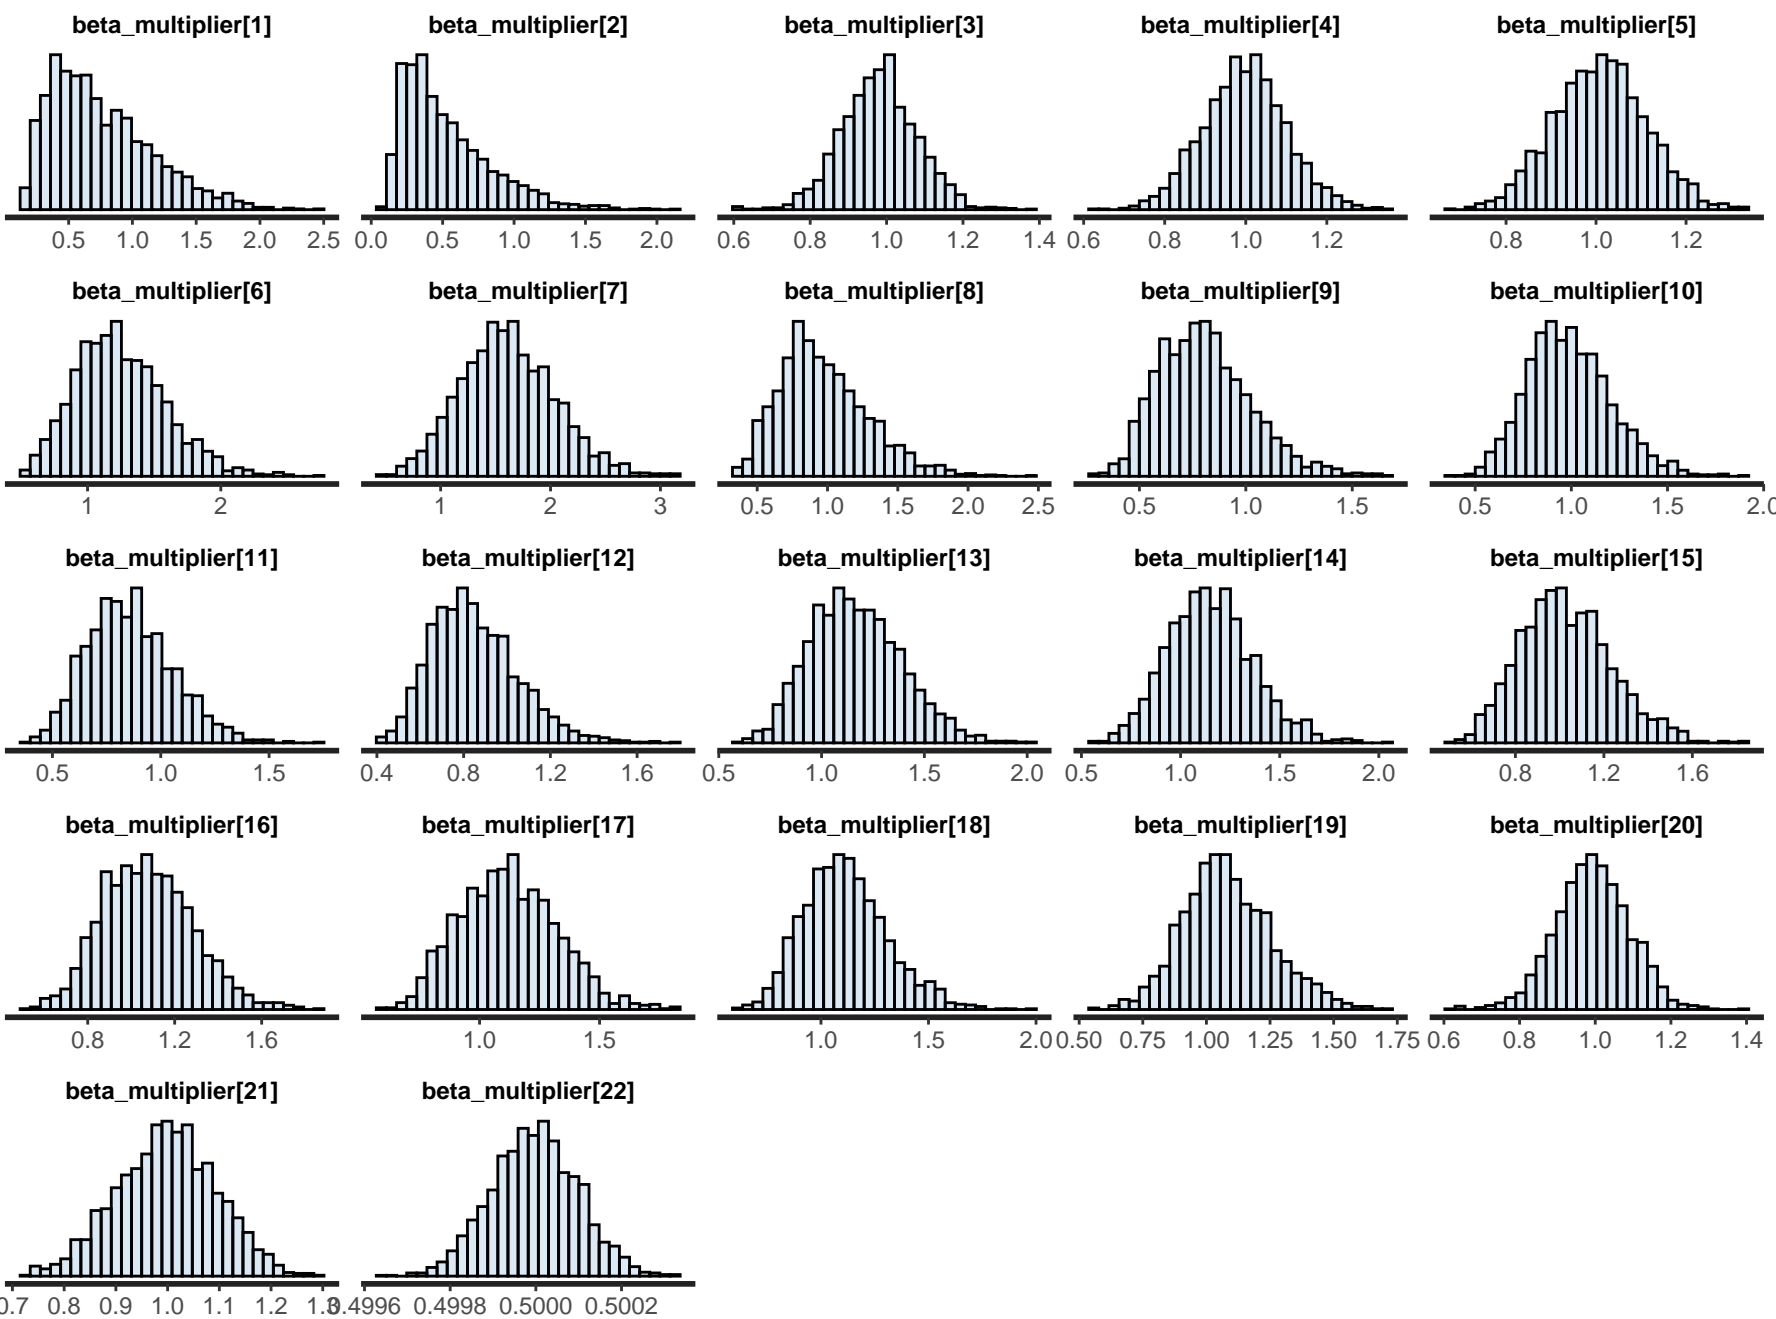 beta_multiplier[1] beta_multiplier[2] beta_multiplier[3] beta_multiplier[4] beta_multiplier[5]
0.5 1.0 1.5 2.0 2.5 0.0 0.5 1.0 1.5 2.0 0.6 0.8 1.0 1.2 1.4 0.6 0.8 1.0 1.2 0.8 1.0 1.2
beta_multiplier[6] beta_multiplier[7] beta_multiplier[8] beta_multiplier[9] beta_multiplier[10]
1 2 1 2 3 0.5 1.0 1.5 2.0 2.5 0.5 1.0 1.5 0.5 1.0 1.5 2.0
beta_multiplier[11] beta_multiplier[12] beta_multiplier[13] beta_multiplier[14] beta_multiplier[15]
0.5 1.0 1.5 0.4 0.8 1.2 1.6 0.5 1.0 1.5 2.0 0.5 1.0 1.5 2.0 0.8 1.2 1.6
beta_multiplier[16] beta_multiplier[17] beta_multiplier[18] beta_multiplier[19] beta_multiplier[20]
0.8 1.2 1.6 1.0 1.5 1.0 1.5 2.0 0.50 0.75 1.00 1.25 1.50 1.75 0.6 0.8 1.0 1.2 1.4
beta_multiplier[21] beta_multiplier[22]
0.7 0.8 0.9 1.0 1.1 1.2 1.3 0.4996 0.4998 0.5000 0.5002